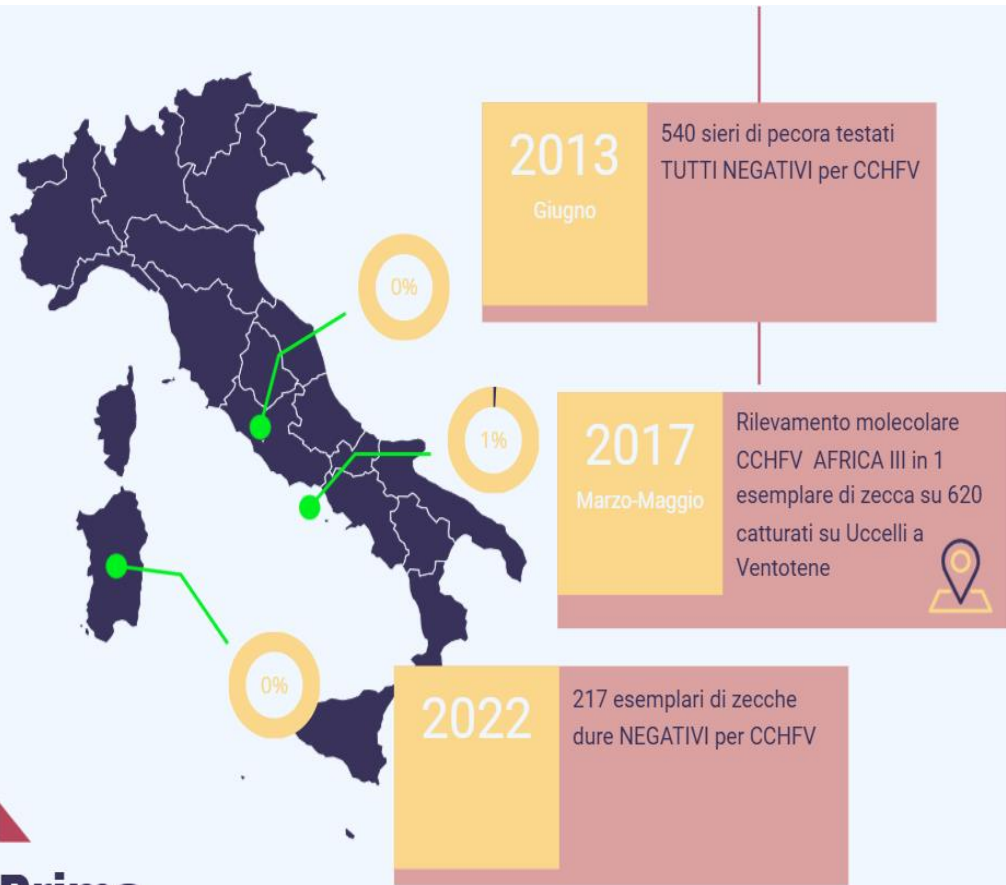 2013
Giugno
540 sieri di pecora testati
TUTTI NEGATIVI per CCHFV
0%
1%
2017
Marzo-Maggio
Rilevamento molecolare
CCHFV AFRICA III in 1
esemplare di zecca su 620
catturati su Uccelli a
Ventotene
0%
2022
217 esemplari di zecche
dure NEGATIVI per CCHFV